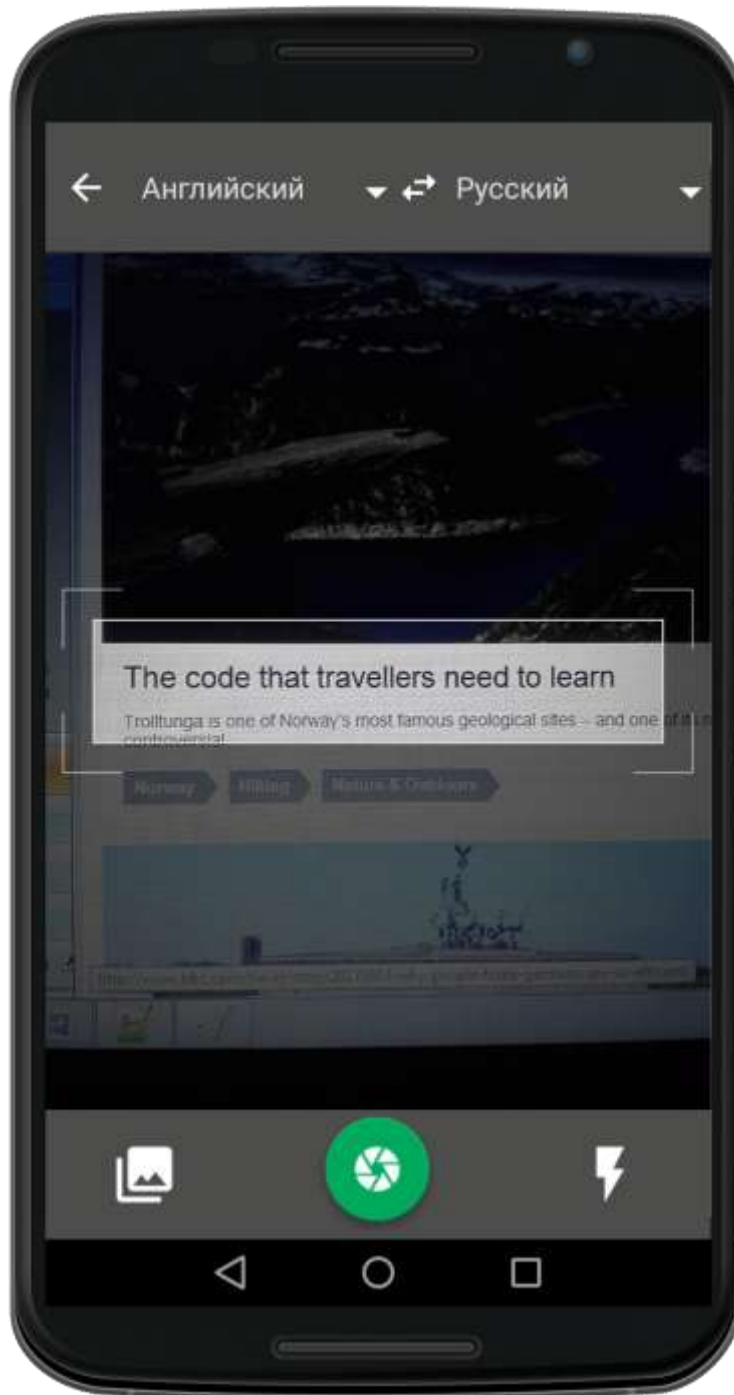 Английский Русский
The code that travellers need to learn
Trolltunga is one of Norway's most famous geological sites – and one of its
controversial
Norway Hiking Nature & Outdoors